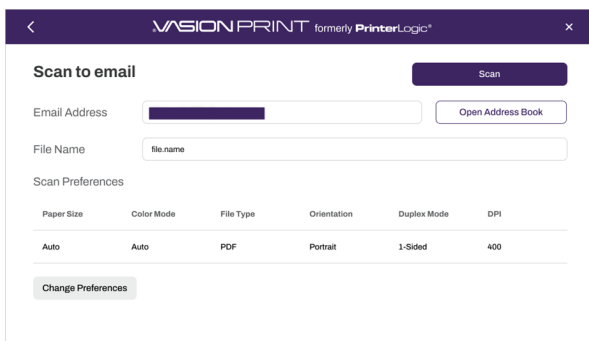 VASION PRINT formerly PrinterLogic®
Scan to email
Scan
Email Address
Open Address Book
File Name
file.name
Scan Preferences
Paper Size Color Mode File Type Orientation Duplex Mode DPI
Auto Auto PDF Portrait 1-Sided 400
Change Preferences